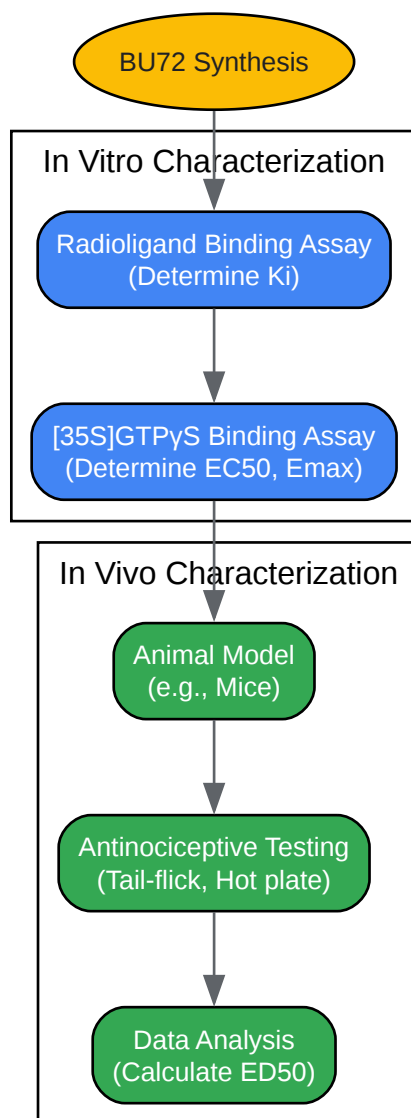 BU72 Synthesis
In Vitro Characterization
Radioligand Binding Assay
(Determine Ki)
[35S]GTPγS Binding Assay
(Determine EC50, Emax)
In Vivo Characterization
Animal Model
(e.g., Mice)
Antinociceptive Testing
(Tail-flick, Hot plate)
Data Analysis
(Calculate ED50)